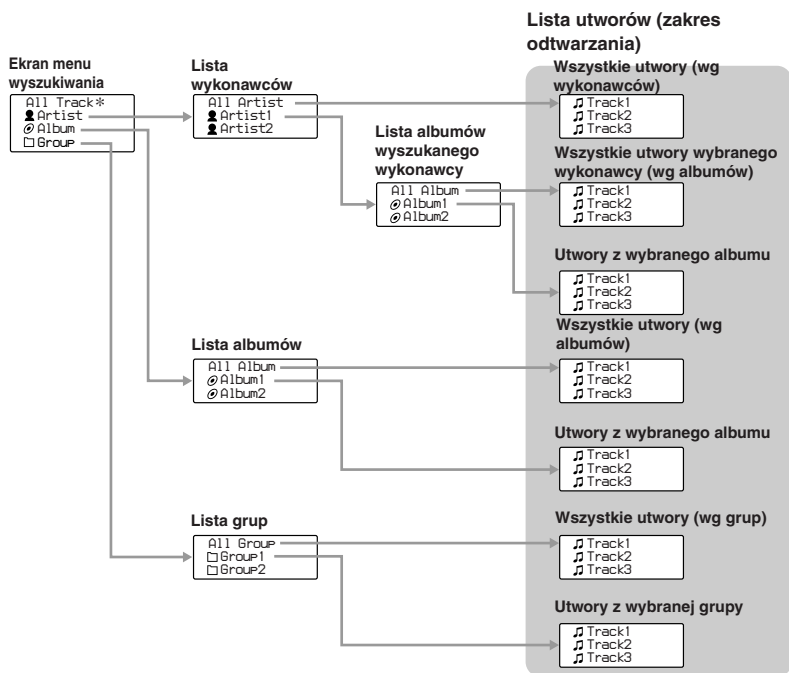 Lista utworów (zakres
odtwarzania)
Ekran menu
wyszukiwania
All Track*
Artist
Album
Group
Lista
wykonawców
All Artist
Artist1
Artist2
Lista albumów
wyszukanego
wykonawcy
All Album
Album1
Album2
Wszystkie utwory (wg
wykonawców)
Track1
Track2
Track3
Wszystkie utwory wybranego
wykonawcy (wg albumów)
Track1
Track2
Track3
Utwory z wybranego albumu
Track1
Track2
Track3
Lista albumów
All Album
Album1
Album2
Wszystkie utwory (wg
albumów)
Track1
Track2
Track3
Utwory z wybranego albumu
Track1
Track2
Track3
Lista grup
All Group
Group1
Group2
Wszystkie utwory (wg grup)
Track1
Track2
Track3
Utwory z wybranej grupy
Track1
Track2
Track3